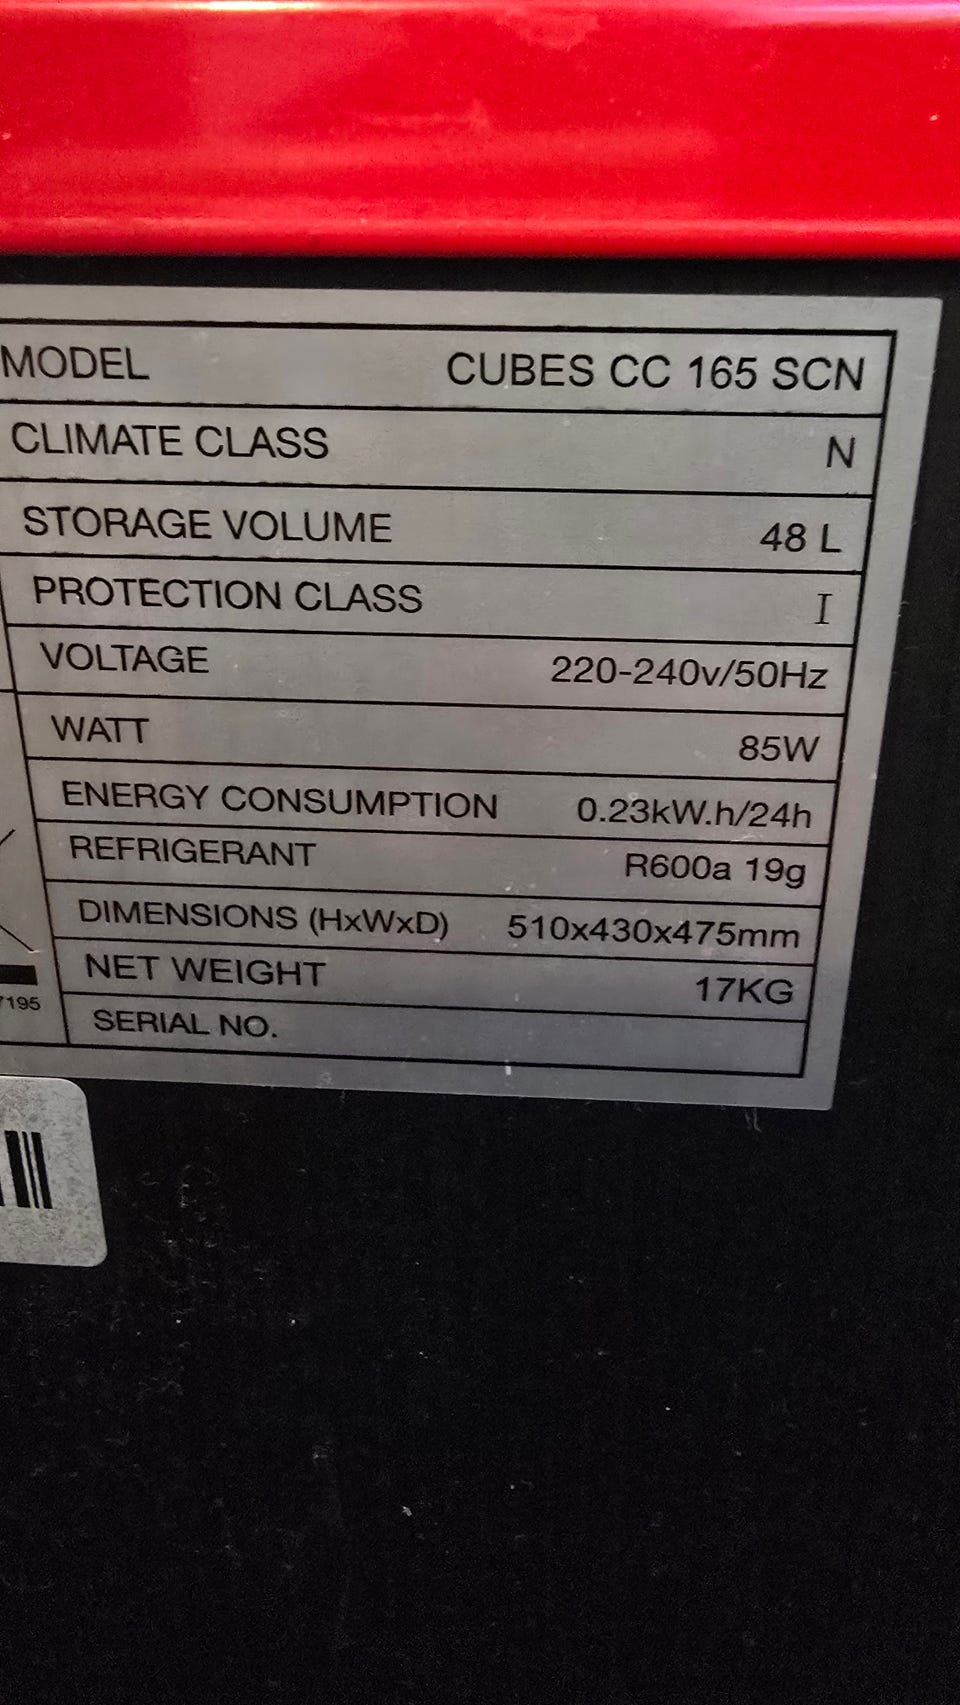 MODEL CUBES CC 165 SCN
CLIMATE CLASS N
STORAGE VOLUME 48 L
PROTECTION CLASS I
VOLTAGE 220-240v/50Hz
WATT 85W
ENERGY CONSUMPTION 0.23kW.h/24h
REFRIGERANT R600a 19g
DIMENSIONS (HxWxD) 510x430x475mm
NET WEIGHT 17KG
7195
SERIAL NO.